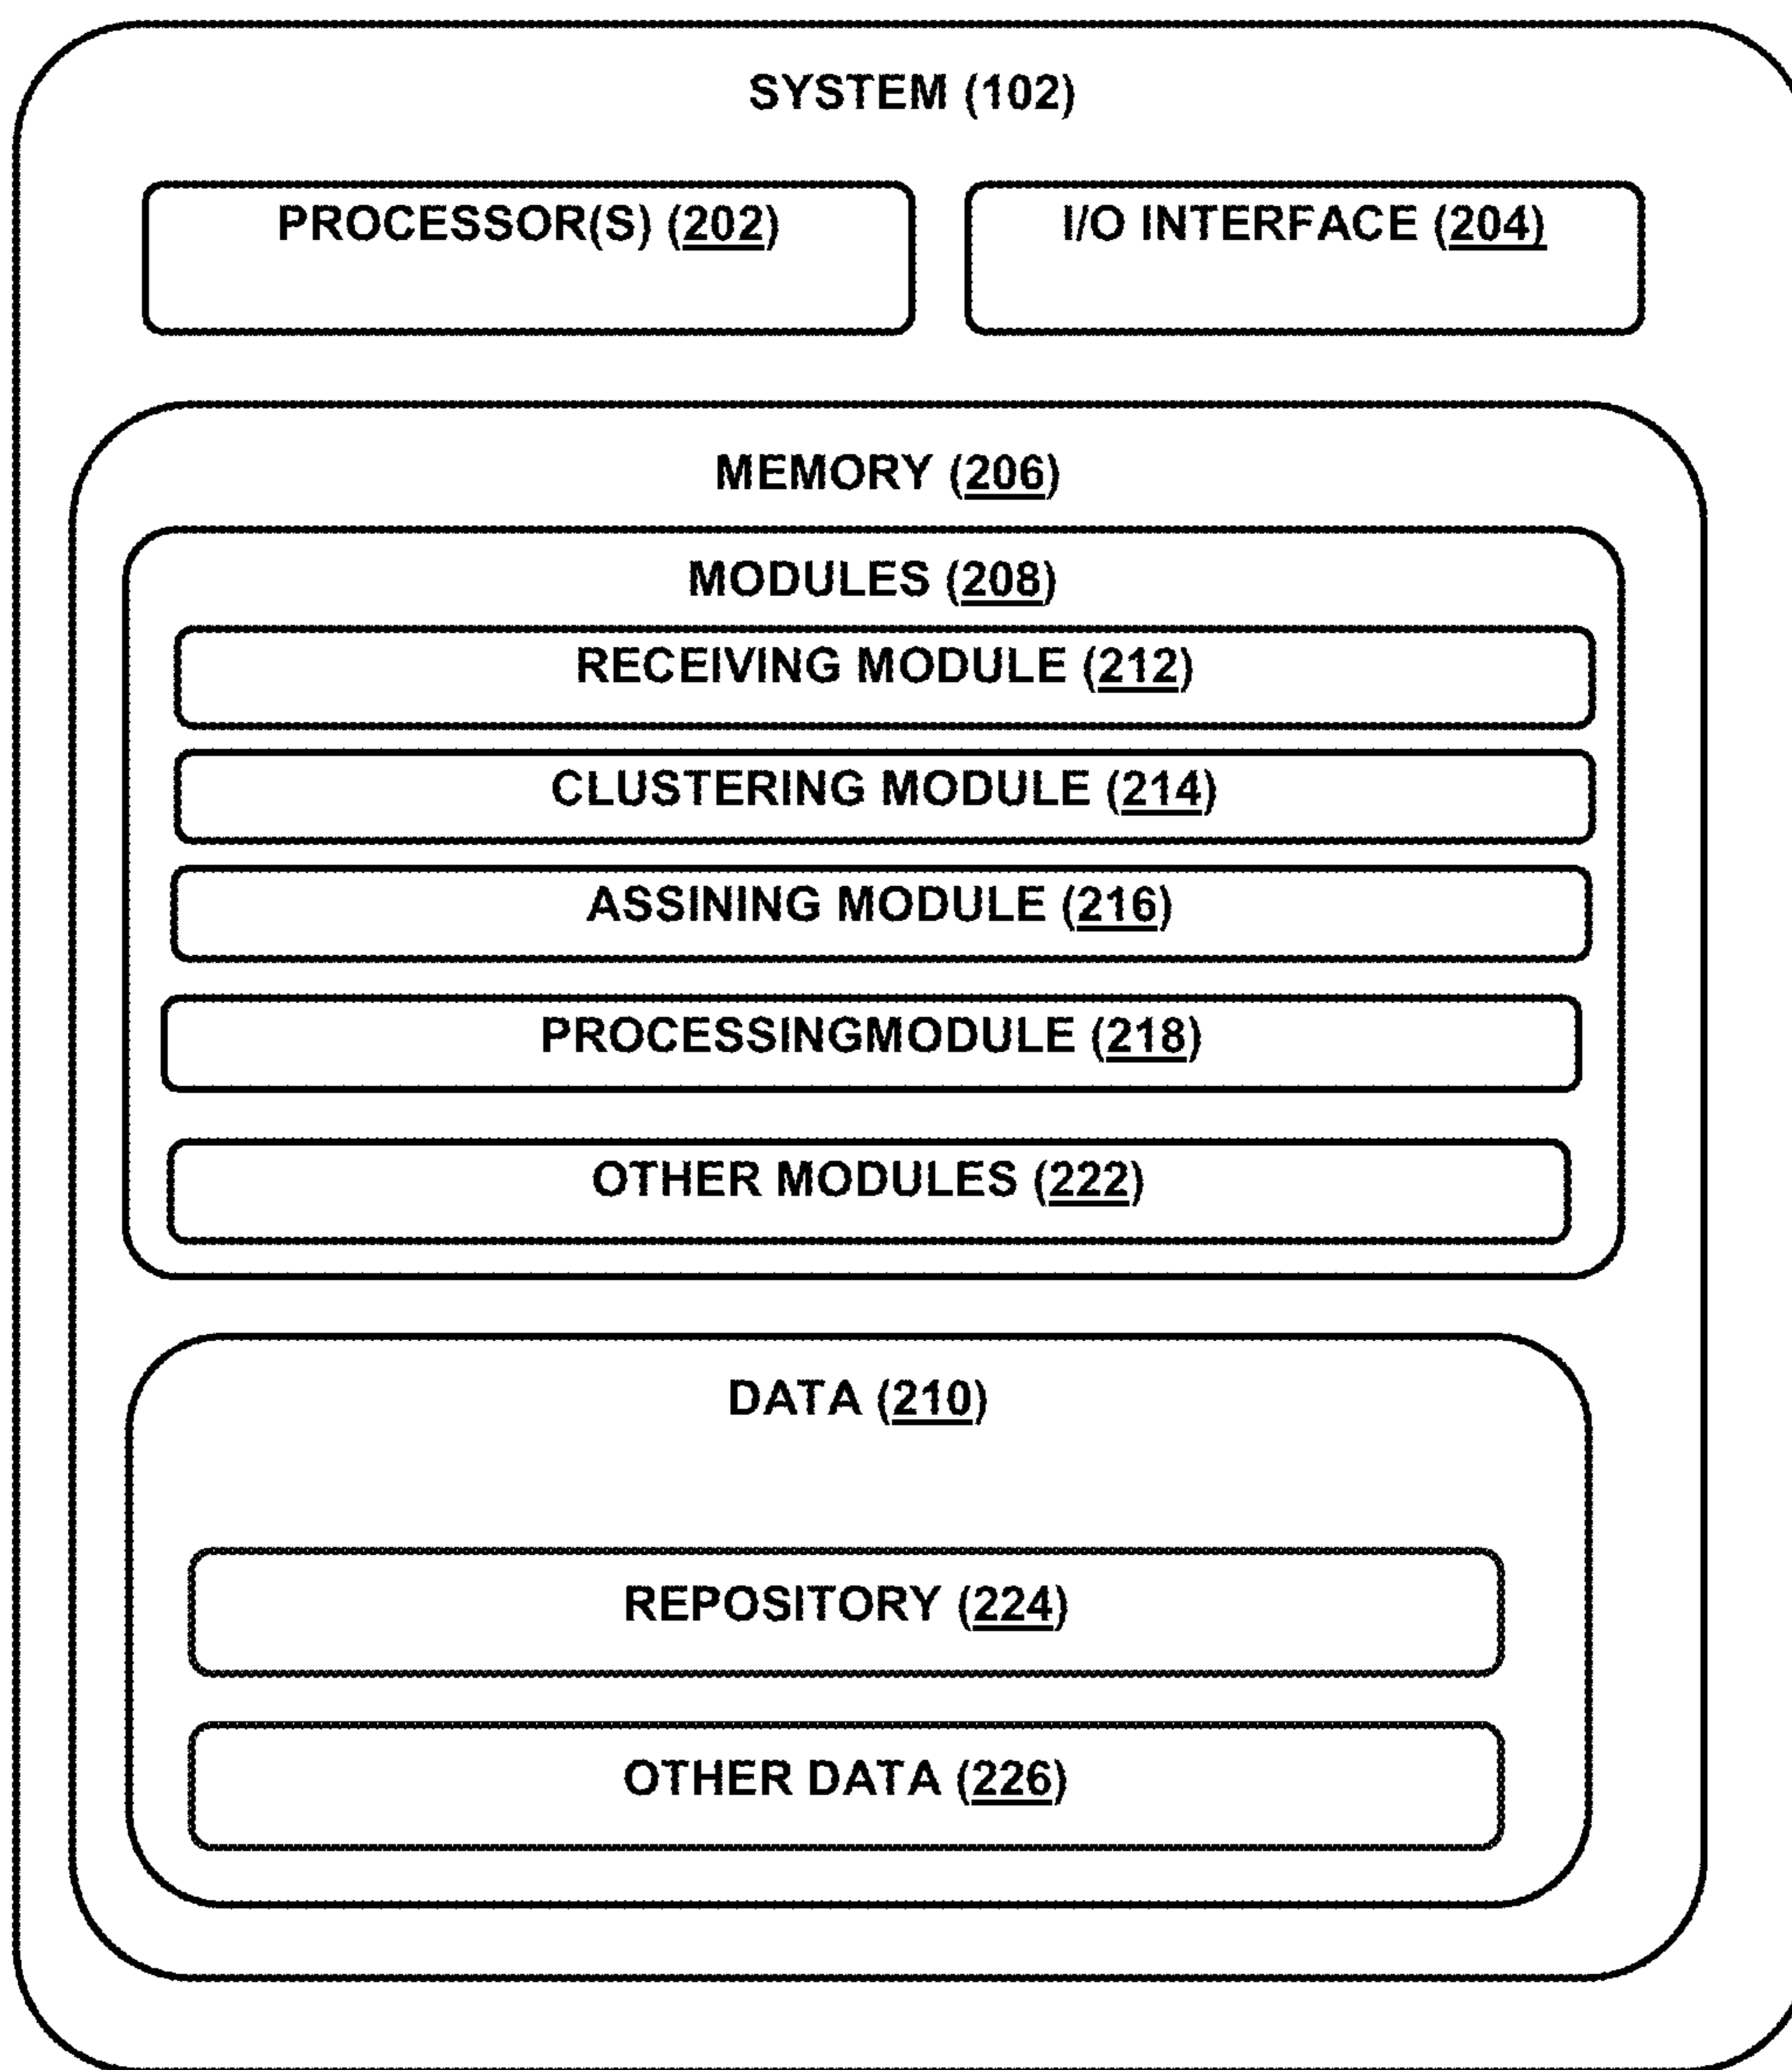 SYSTEM (102)
PROCESSOR(S) (202)
I/O INTERFACE (204)
MEMORY (206)
MODULES (208)
RECEIVING MODULE (212)
CLUSTERING MODULE (214)
ASSINING MODULE (216)
PROCESSINGMODULE (218)
OTHER MODULES (222)
DATA (210)
REPOSITORY (224)
OTHER DATA (226)